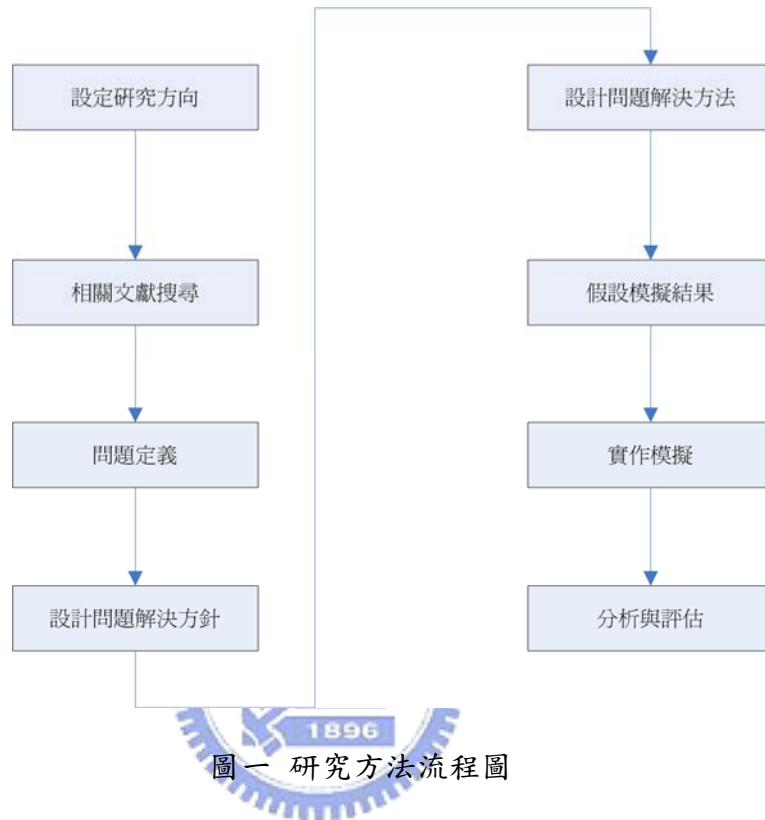 設定研究方向
相關文獻搜尋
問題定義
設計問題解決方針
設計問題解決方法
假設模擬結果
實作模擬
分析與評估
1896
圖一 研究方法流程圖